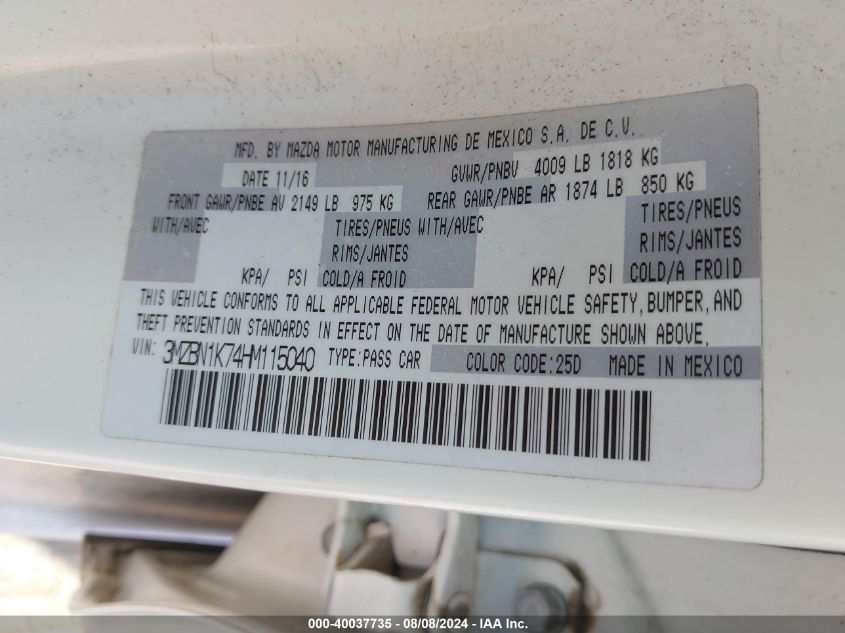 MFD. BY MAZDA MOTOR MANUFACTURING DE MEXICO S.A. DE C.V.
DATE 11/16 GVWR/PNBV 4009 LB 1818 KG
FRONT GAWR/PNBE AV 2149 LB 975 KG REAR GAWR/PNBE AR 1874 LB 850 KG
WITH/AVEC TIRES/PNEUS WITH/AVEC TIRES/PNEUS
RIMS/JANTES RIMS/JANTES
KPA/ PSI COLD/A FROID KPA/ PSI COLD/A FROID
THIS VEHICLE CONFORMS TO ALL APPLICABLE FEDERAL MOTOR VEHICLE SAFETY, BUMPER, AND
THEFT PREVENTION STANDARDS IN EFFECT ON THE DATE OF MANUFACTURE SHOWN ABOVE.
VIN: 3MZBN1K74HM115040 TYPE:PASS CAR COLOR CODE:25D MADE IN MEXICO
000-40037735 - 08/08/2024 - IAA Inc.